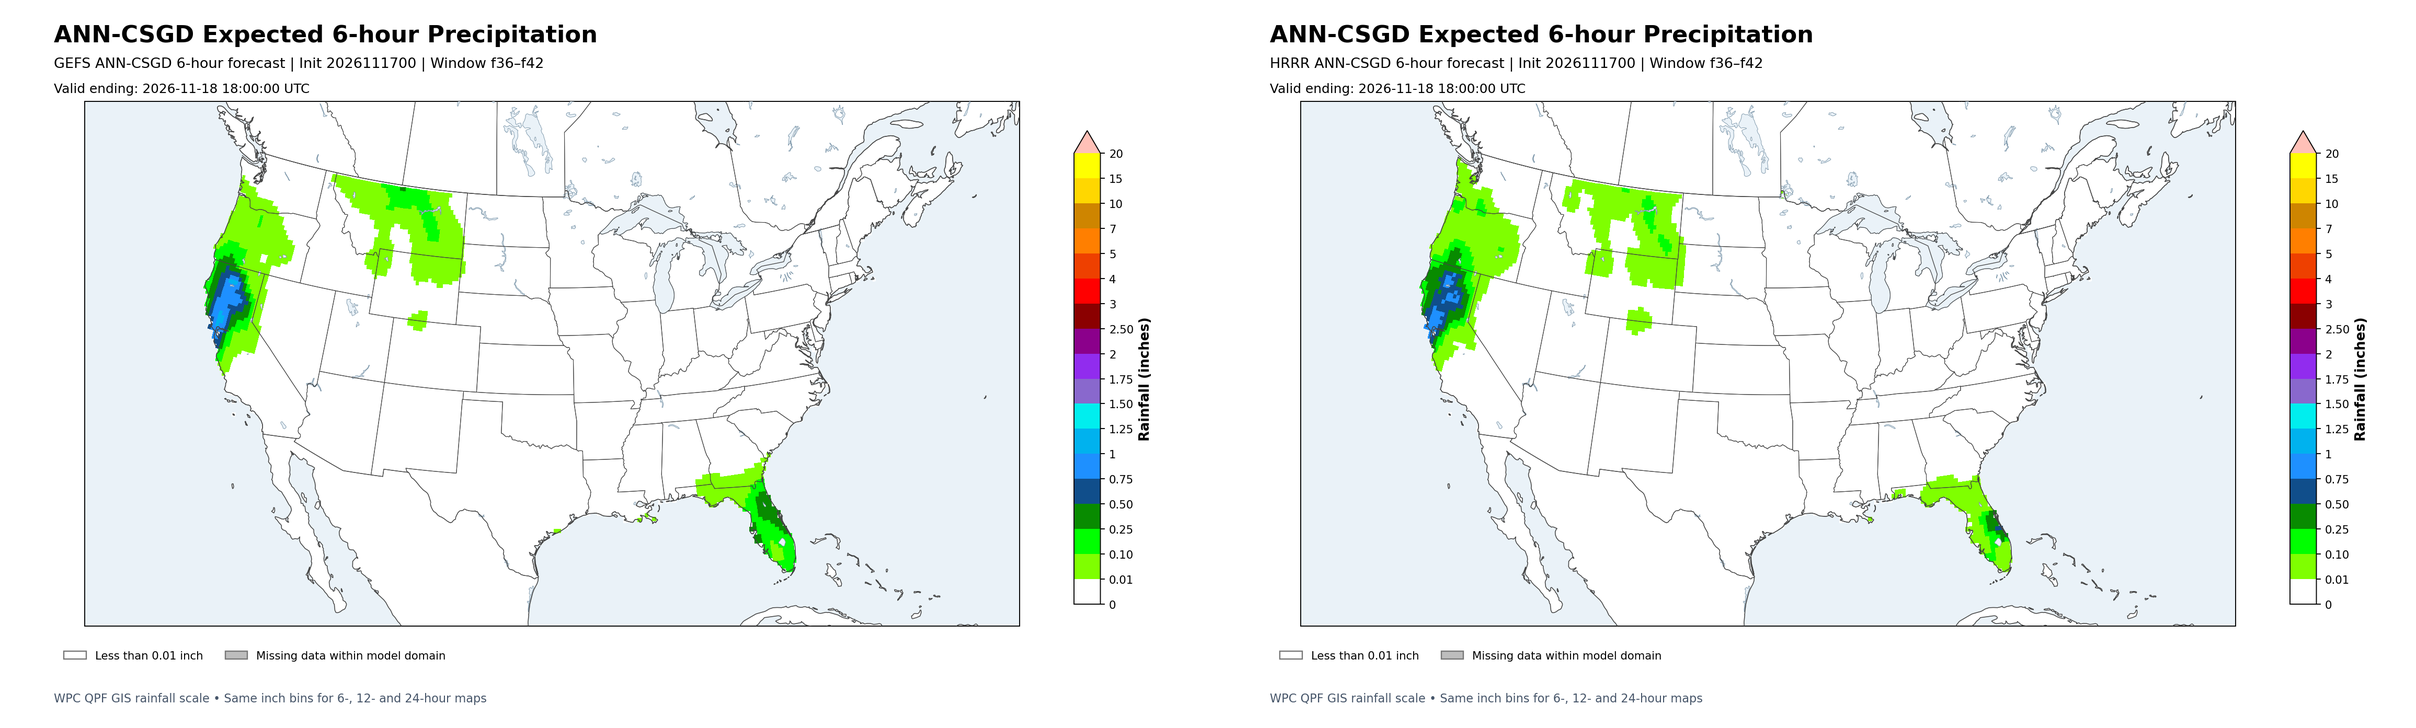 ANN-CSGD Expected 6-hour Precipitation
GEFS ANN-CSGD 6-hour forecast | Init 2026111700 | Window f36–f42
Valid ending: 2026-11-18 18:00:00 UTC
20
15
10
7
5
4
3
2.50
2
1.75
1.50
1.25
1
0.75
0.50
0.25
0.10
0.01
0
Rainfall (inches)
Less than 0.01 inch
Missing data within model domain
WPC QPF GIS rainfall scale • Same inch bins for 6-, 12- and 24-hour maps
ANN-CSGD Expected 6-hour Precipitation
HRRR ANN-CSGD 6-hour forecast | Init 2026111700 | Window f36–f42
Valid ending: 2026-11-18 18:00:00 UTC
20
15
10
7
5
4
3
2.50
2
1.75
1.50
1.25
1
0.75
0.50
0.25
0.10
0.01
0
Rainfall (inches)
Less than 0.01 inch
Missing data within model domain
WPC QPF GIS rainfall scale • Same inch bins for 6-, 12- and 24-hour maps